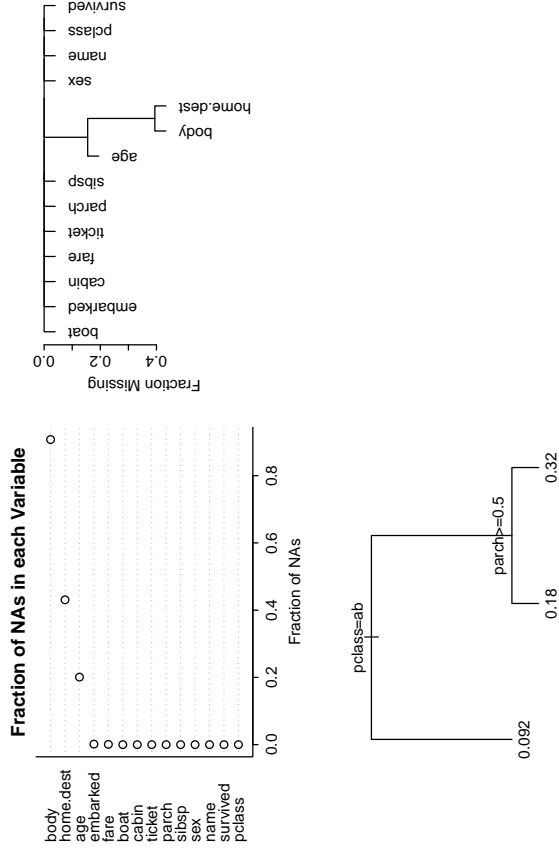 Fraction of NAs in each Variable
body
home.dest
age
embarked
fare
boat
cabin
ticket
parch
sibsp
sex
name
survived
pclass
0.0 0.2 0.4 0.6 0.8
Fraction of NAs
Fraction Missing
0.0 0.2 0.4
boat
embarked
cabin
fare
ticket
parch
sibsp
age
body
home.dest
sex
name
pclass
survived
pclass=ab
parch>=0.5
0.092
0.18
0.32